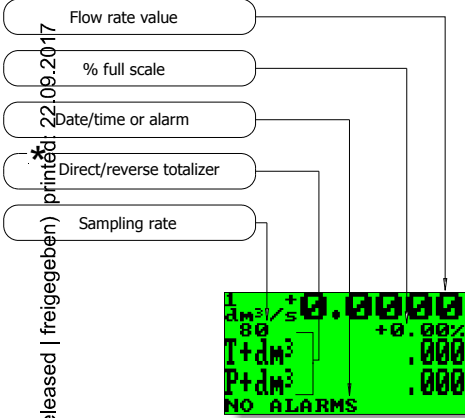 Flow rate value
% full scale
Date/time or alarm
* Direct/reverse totalizer
Sampling rate
eleased | freigegeben) printed: 22.09.2017
1 + 0.0000
dm³/s
80 +0.00%
T+dm³ .000
P+dm³ .000
NO ALARMS